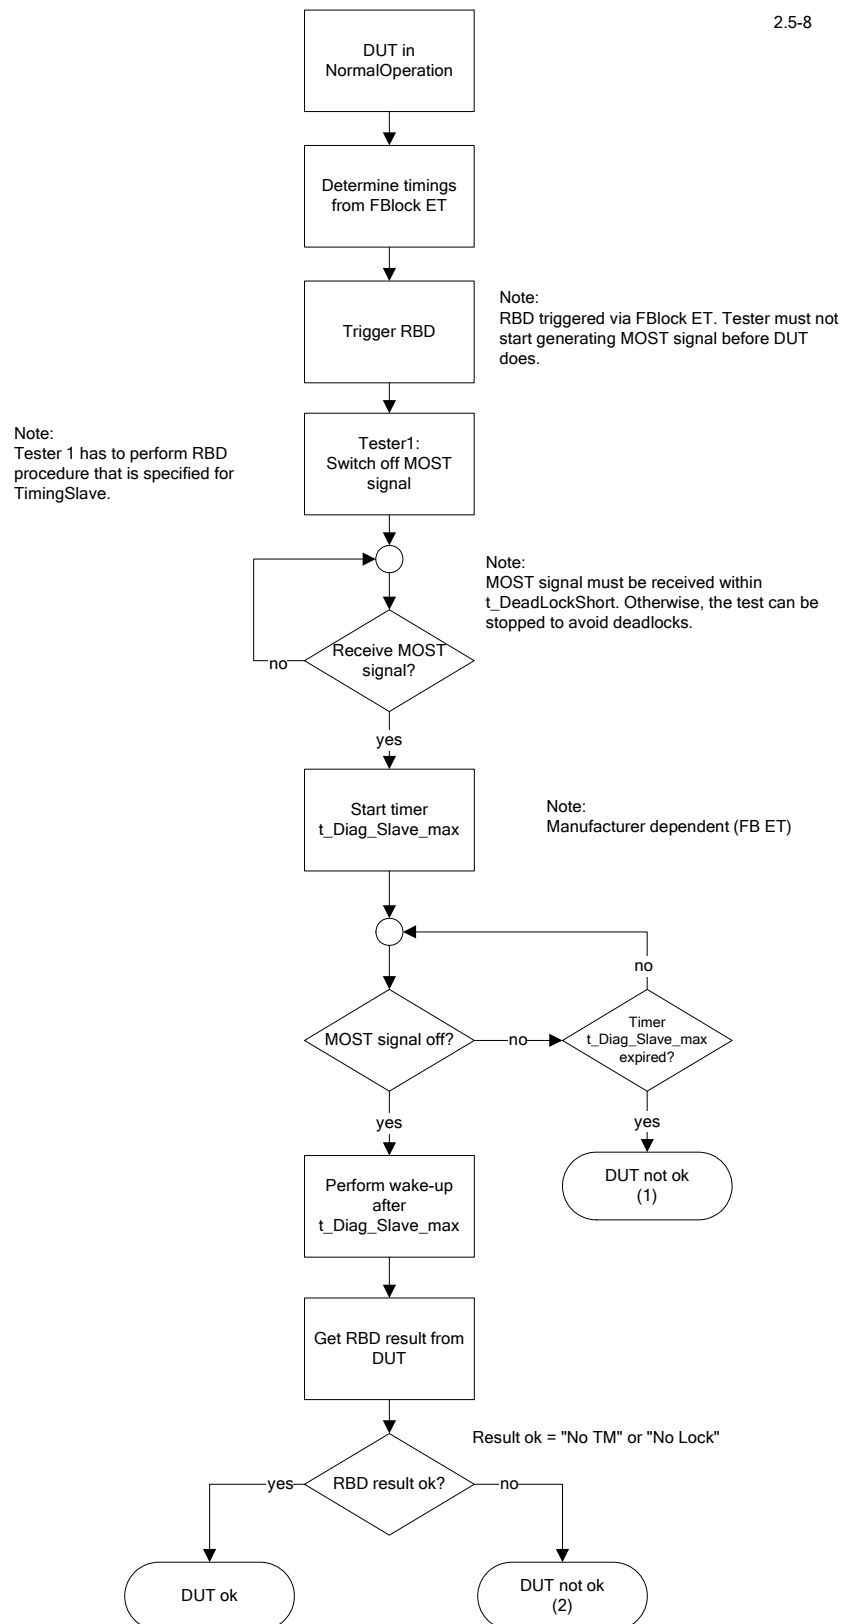 2.5-8
DUT in
NormalOperation
Determine timings
from FBlock ET
Trigger RBD
Note:
RBD triggered via FBlock ET. Tester must not
start generating MOST signal before DUT
does.
Note:
Tester 1 has to perform RBD
procedure that is specified for
TimingSlave.
Tester1:
Switch off MOST
signal
Note:
MOST signal must be received within
t_DeadLockShort. Otherwise, the test can be
stopped to avoid deadlocks.
Receive MOST
signal?
no
yes
Start timer
t_Diag_Slave_max
Note:
Manufacturer dependent (FB ET)
no
MOST signal off?
no
Timer
t_Diag_Slave_max
expired?
yes
yes
Perform wake-up
after
t_Diag_Slave_max
DUT not ok
(1)
Get RBD result from
DUT
Result ok = "No TM" or "No Lock"
yes
RBD result ok?
no
DUT ok
DUT not ok
(2)